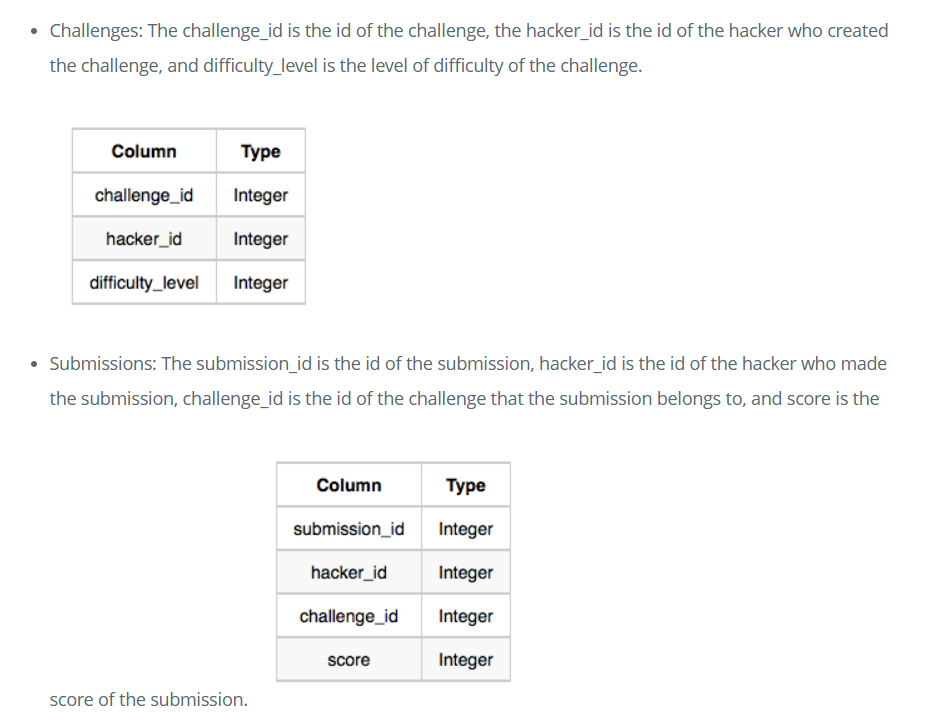 • Challenges: The challenge_id is the id of the challenge, the hacker_id is the id of the hacker who created
the challenge, and difficulty_level is the level of difficulty of the challenge.
Column Type
challenge_id Integer
hacker_id Integer
difficulty_level Integer
• Submissions: The submission_id is the id of the submission, hacker_id is the id of the hacker who made
the submission, challenge_id is the id of the challenge that the submission belongs to, and score is the
Column Type
submission_id Integer
hacker_id Integer
challenge_id Integer
score Integer
score of the submission.